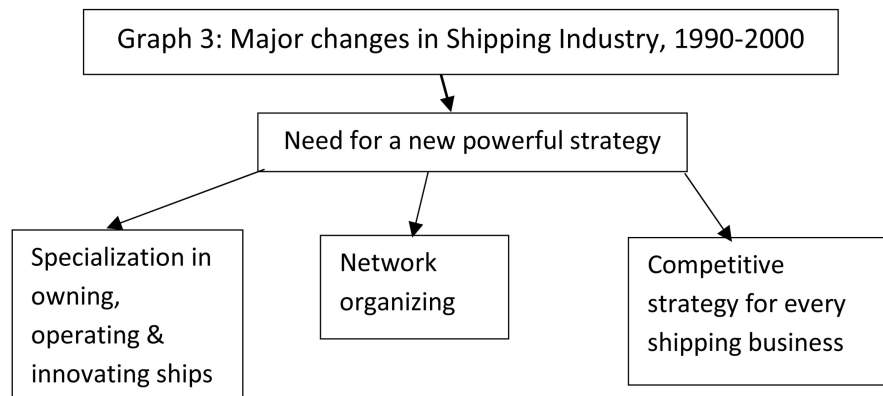 Graph 3: Major changes in Shipping Industry, 1990-2000
Need for a new powerful strategy
Specialization in
owning,
operating &
innovating ships
Network
organizing
Competitive
strategy for every
shipping business